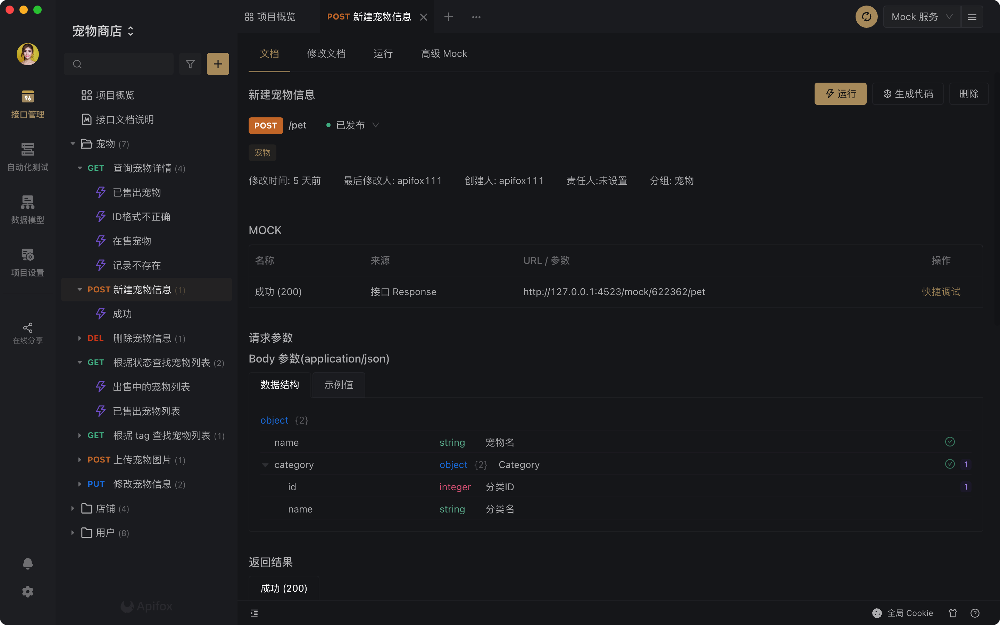 接口管理
自动化测试
数据模型
项目设置
在线分享
宠物商店
项目概览
接口文档说明
宠物 (7)
GET 查询宠物详情 (4)
已售出宠物
ID格式不正确
在售宠物
记录不存在
POST 新建宠物信息 (1)
成功
DEL 删除宠物信息 (1)
GET 根据状态查找宠物列表 (2)
出售中的宠物列表
已售出宠物列表
GET 根据 tag 查找宠物列表 (1)
POST 上传宠物图片 (1)
PUT 修改宠物信息 (2)
店铺 (4)
用户 (8)
Apifox
项目概览 POST 新建宠物信息 Mock 服务
文档 修改文档 运行 高级 Mock
新建宠物信息 运行 生成代码 删除
POST /pet 已发布
宠物
修改时间: 5 天前 最后修改人: apifox111 创建人: apifox111 责任人:未设置 分组: 宠物
MOCK
名称 来源 URL / 参数 操作
成功 (200) 接口 Response http://127.0.0.1:4523/mock/622362/pet 快捷调试
请求参数
Body 参数(application/json)
数据结构 示例值
object {2}
name string 宠物名
category object {2} Category 1
id integer 分类ID 1
name string 分类名
返回结果
成功 (200)
全局 Cookie